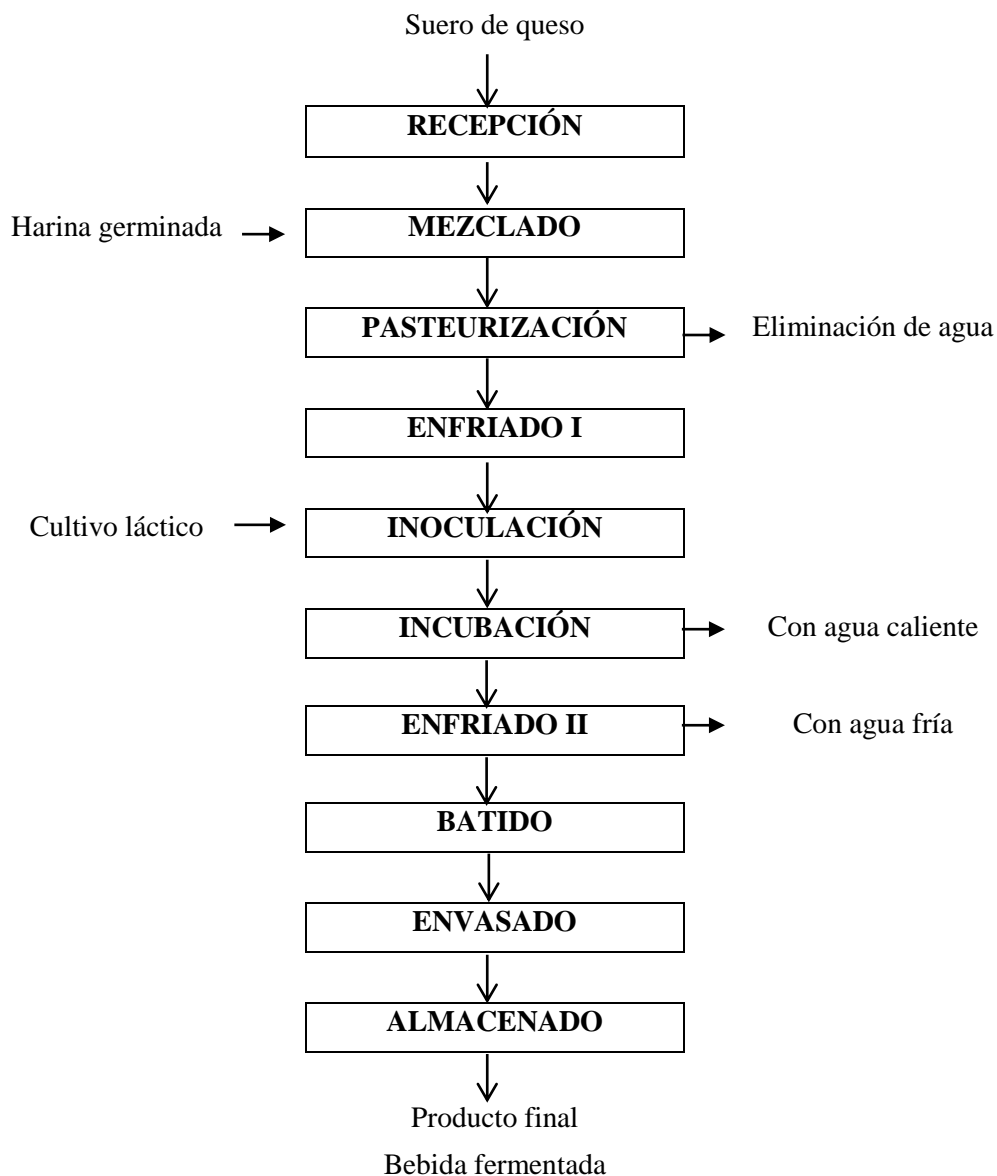 Suero de queso
RECEPCIÓN
Harina germinada
MEZCLADO
PASTEURIZACIÓN
Eliminación de agua
ENFRIADO I
Cultivo láctico
INOCULACIÓN
INCUBACIÓN
Con agua caliente
ENFRIADO II
Con agua fría
BATIDO
ENVASADO
ALMACENADO
Producto final
Bebida fermentada